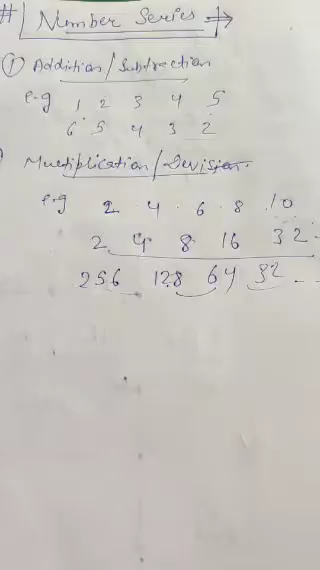 # Number Series →
① Addition/Subtraction
e.g 1 2 3 4 5
6 5 4 3 2
Multiplication/Devision.
e.g 2 4 6 8 10
2 4 8 16 32
256 128 64 32 --